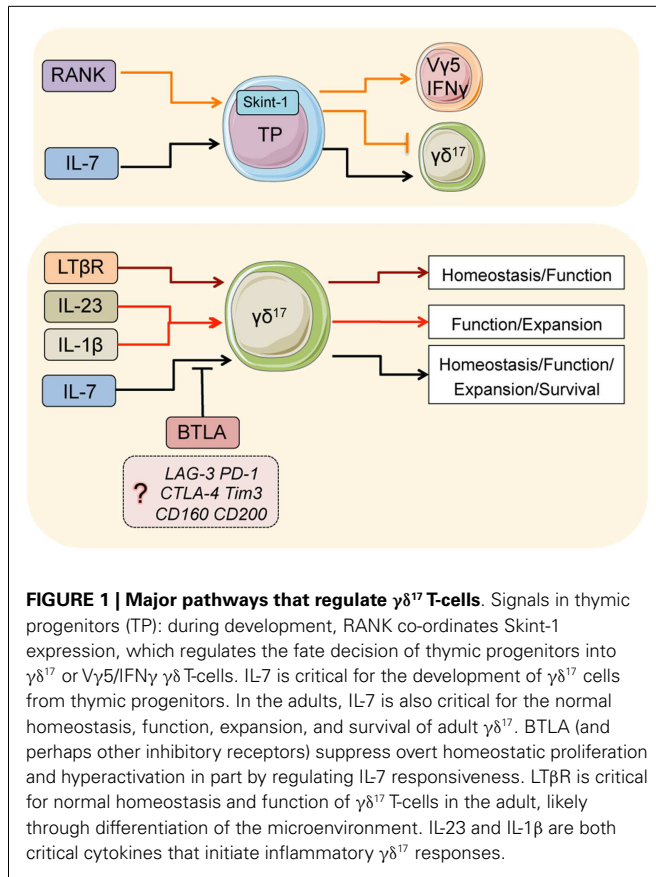 RANK
Skint-1
TP
IL-7
Vγ5
IFNγ
γδ¹⁷
LTβR
IL-23
IL-1β
IL-7
γδ¹⁷
Homeostasis/Function
Function/Expansion
Homeostasis/Function/
Expansion/Survival
BTLA
? LAG-3 PD-1
CTLA-4 Tim3
CD160 CD200
FIGURE 1 | Major pathways that regulate γδ¹⁷ T-cells. Signals in thymic
progenitors (TP): during development, RANK co-ordinates Skint-1
expression, which regulates the fate decision of thymic progenitors into
γδ¹⁷ or Vγ5/IFNγ γδ T-cells. IL-7 is critical for the development of γδ¹⁷ cells
from thymic progenitors. In the adults, IL-7 is also critical for the normal
homeostasis, function, expansion, and survival of adult γδ¹⁷. BTLA (and
perhaps other inhibitory receptors) suppress overt homeostatic proliferation
and hyperactivation in part by regulating IL-7 responsiveness. LTβR is critical
for normal homeostasis and function of γδ¹⁷ T-cells in the adult, likely
through differentiation of the microenvironment. IL-23 and IL-1β are both
critical cytokines that initiate inflammatory γδ¹⁷ responses.